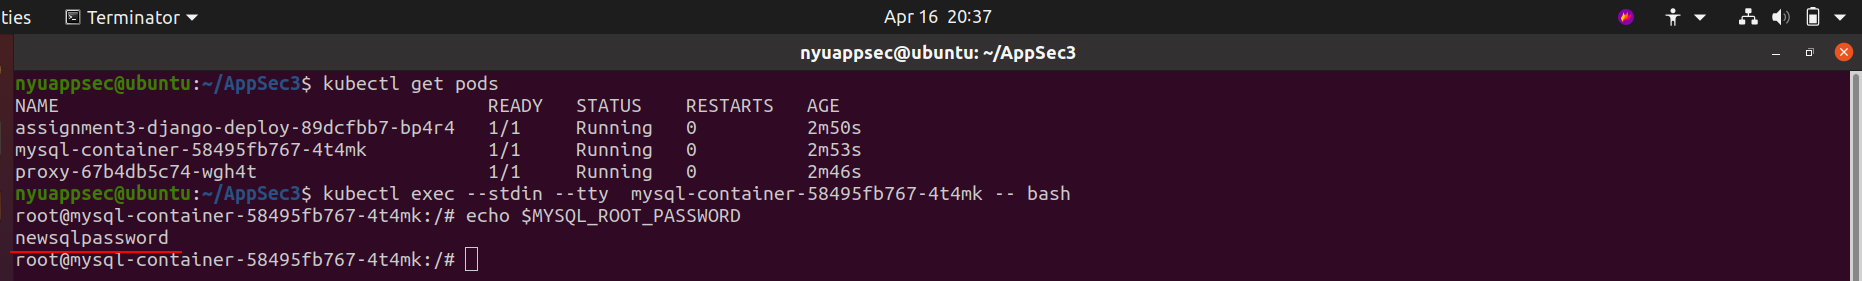 ties Terminator Apr 16 20:37
nyuappsec@ubuntu: ~/AppSec3
nyuappsec@ubuntu:~/AppSec3$ kubectl get pods
NAME READY STATUS RESTARTS AGE
assignment3-django-deploy-89dcfbb7-bp4r4 1/1 Running 0 2m50s
mysql-container-58495fb767-4t4mk 1/1 Running 0 2m53s
proxy-67b4db5c74-wgh4t 1/1 Running 0 2m46s
nyuappsec@ubuntu:~/AppSec3$ kubectl exec --stdin --tty  mysql-container-58495fb767-4t4mk -- bash
root@mysql-container-58495fb767-4t4mk:/# echo $MYSQL_ROOT_PASSWORD
newsqlpassword
root@mysql-container-58495fb767-4t4mk:/#